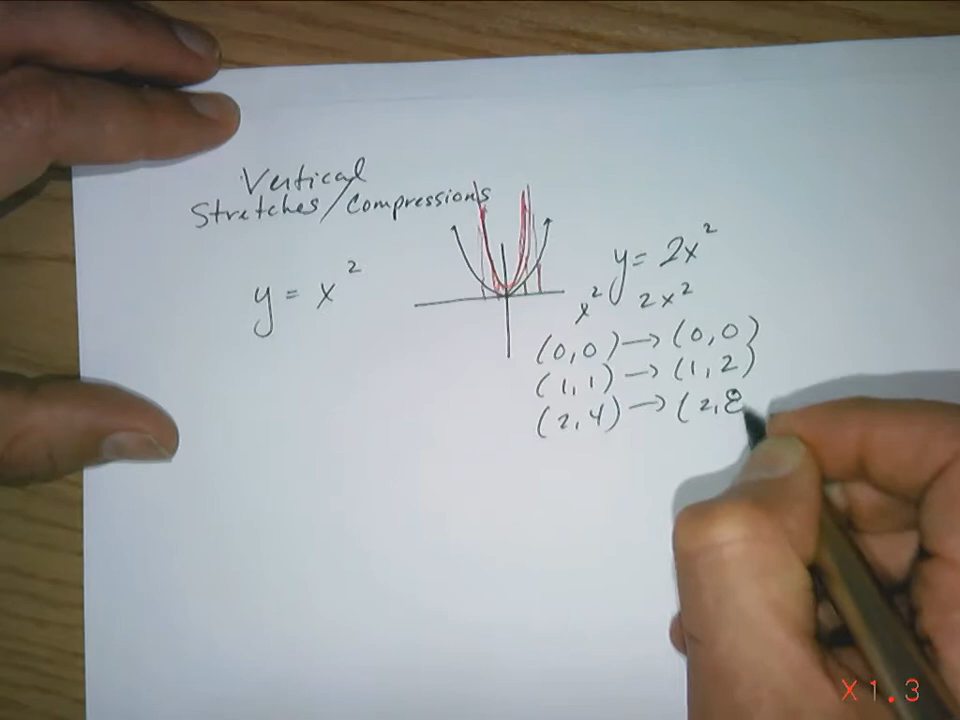 Vertical
Stretches/Compressions
y = x²
y = 2x²
x² 2x²
(0,0) → (0,0)
(1,1) → (1,2)
(2,4) → (2,8
X1.3